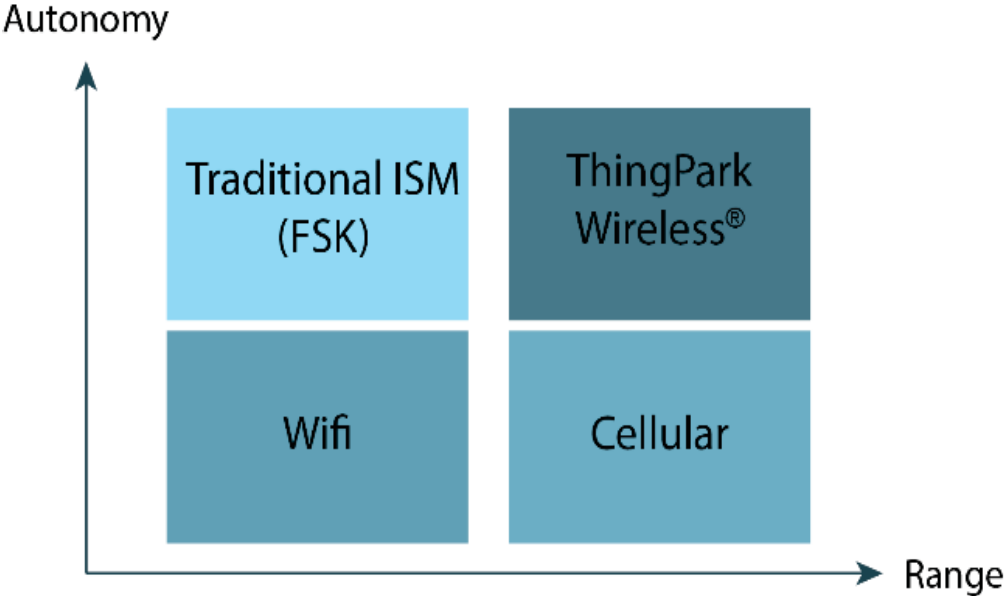 Autonomy
Traditional ISM
(FSK)
ThingPark
Wireless®
Wifi
Cellular
Range